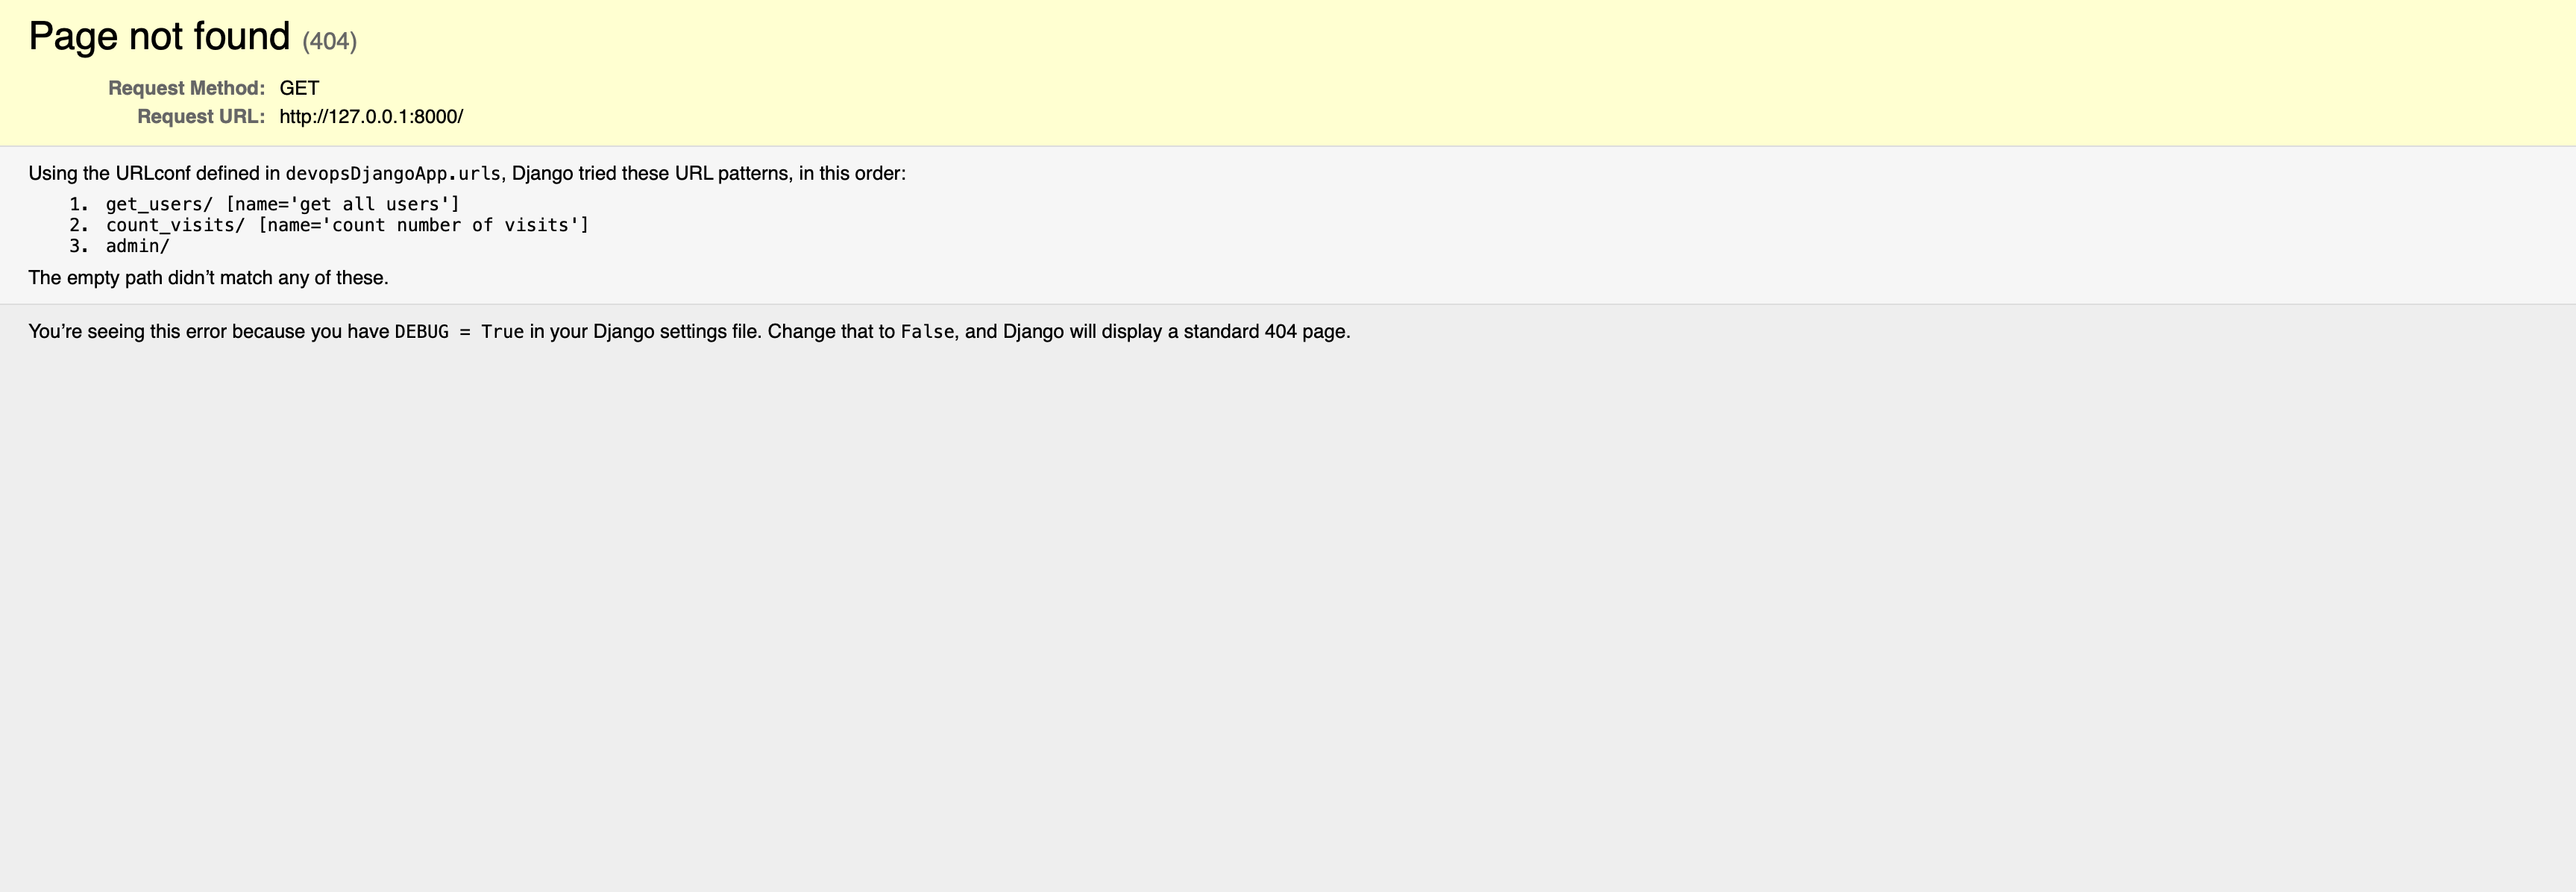 Page not found (404)
Request Method: GET
Request URL: http://127.0.0.1:8000/
Using the URLconf defined in devopsDjangoApp.urls, Django tried these URL patterns, in this order:
1. get_users/ [name='get all users']
2. count_visits/ [name='count number of visits']
3. admin/
The empty path didn’t match any of these.
You’re seeing this error because you have DEBUG = True in your Django settings file. Change that to False, and Django will display a standard 404 page.